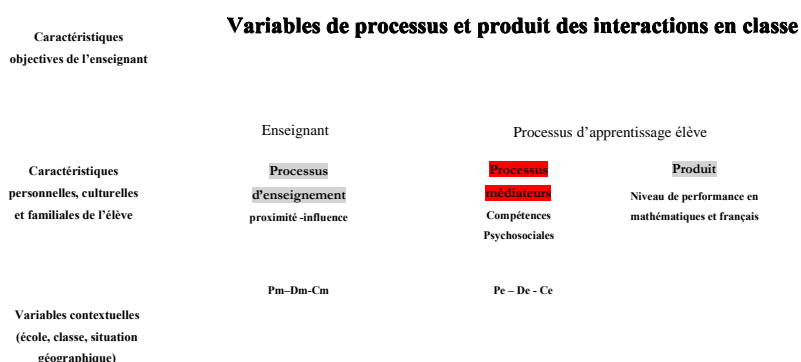 Variables de processus et produit des interactions en classe
Caractéristiques
objectives de l'enseignant
Enseignant
Processus d'apprentissage élève
Caractéristiques
personnelles, culturelles
et familiales de l'élève
Processus
d'enseignement
proximité -influence
Processus
médiateurs
Compétences
Psychosociales
Produit
Niveau de performance en
mathématiques et français
Pm–Dm-Cm
Pe – De - Ce
Variables contextuelles
(école, classe, situation
géographique)